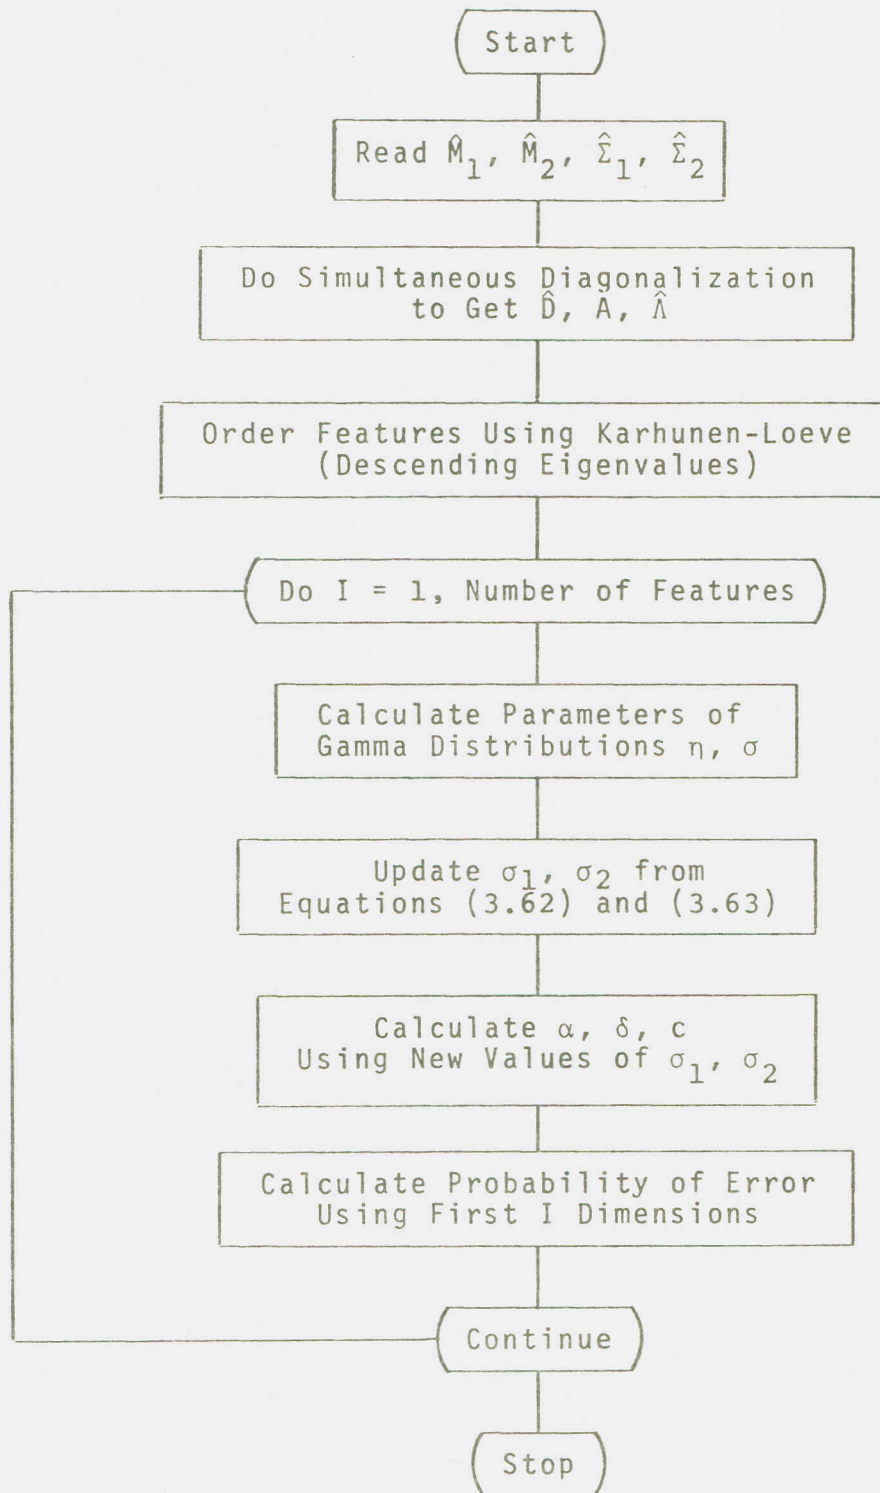 Start
Read M̂₁, M̂₂, Σ̂₁, Σ̂₂
Do Simultaneous Diagonalization
to Get D̂, Â, Λ̂
Order Features Using Karhunen-Loeve
(Descending Eigenvalues)
Do I = 1, Number of Features
Calculate Parameters of
Gamma Distributions η, σ
Update σ₁, σ₂ from
Equations (3.62) and (3.63)
Calculate α, δ, c
Using New Values of σ₁, σ₂
Calculate Probability of Error
Using First I Dimensions
Continue
Stop